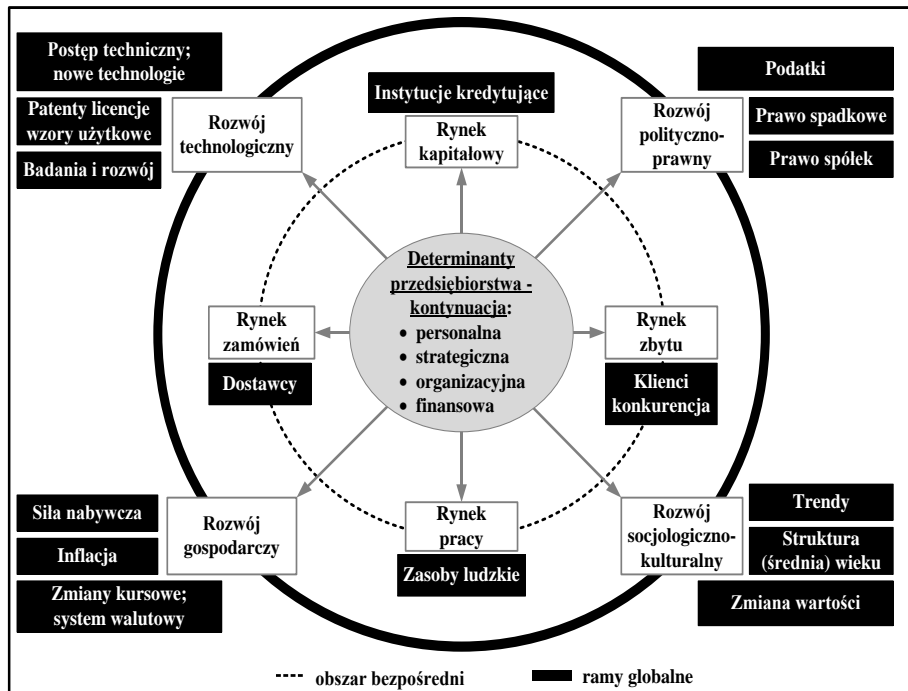 Postęp techniczny;
nowe technologie
Patenty licencje
wzory użytkowe
Badania i rozwój
Rozwój
technologiczny
Instytucje kredytujące
Rynek
kapitałowy
Rozwój
polityczno-
prawny
Podatki
Prawo spadkowe
Prawo spółek
Determinanty
przedsiębiorstwa -
kontynuacja:
• personalna
• strategiczna
• organizacyjna
• finansowa
Rynek
zamówień
Dostawcy
Rynek
zbytu
Klienci
konkurencja
Siła nabywcza
Inflacja
Zmiany kursowe;
system walutowy
Rozwój
gospodarczy
Rynek
pracy
Zasoby ludzkie
Rozwój
socjologiczno-
kulturalny
Trendy
Struktura
(średnia) wieku
Zmiana wartości
obszar bezpośredni
ramy globalne